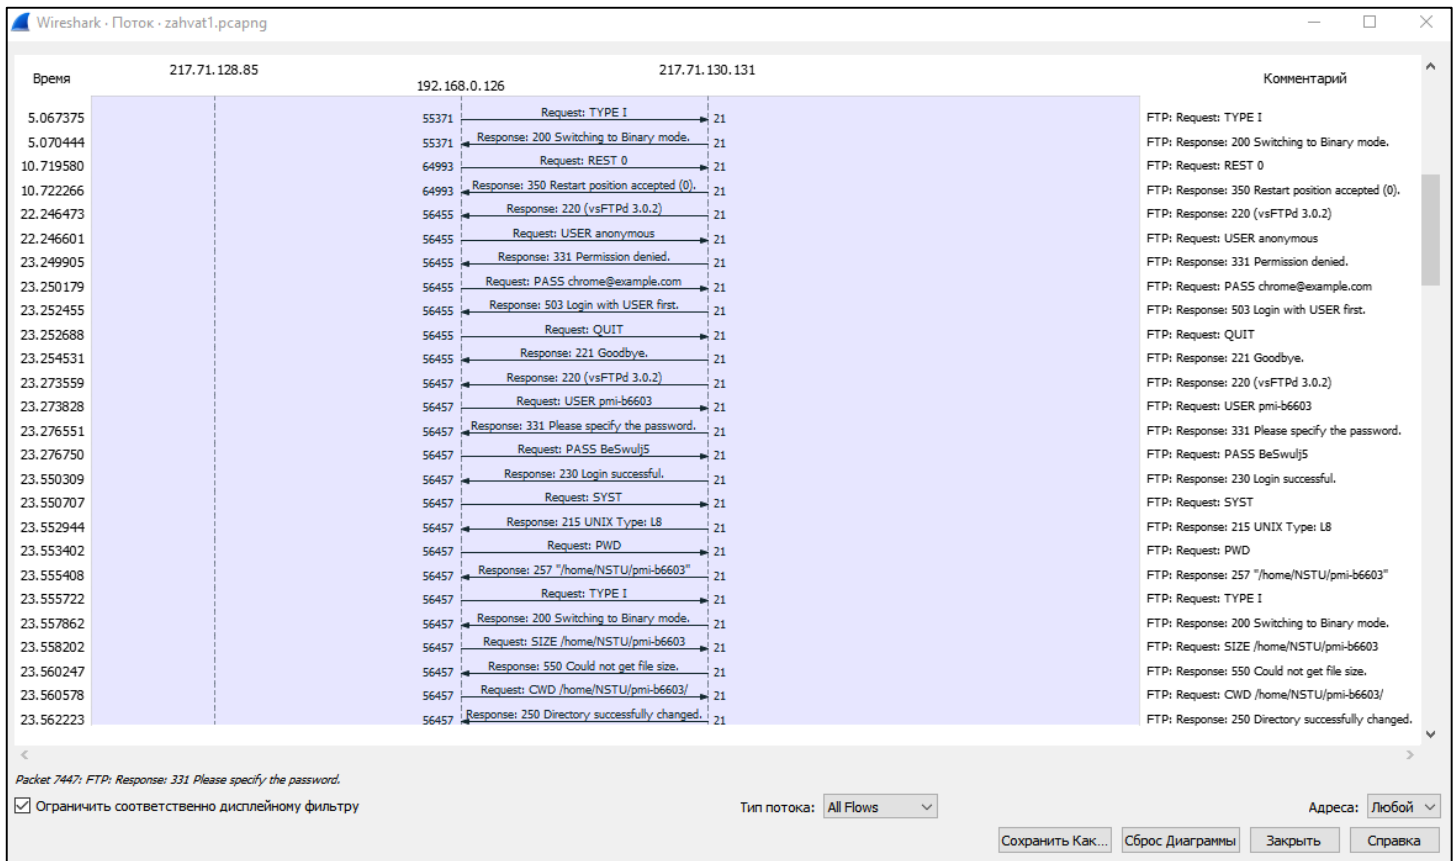 Wireshark · Поток · zahvat1.pcapng
217.71.128.85 217.71.130.131
Время 192.168.0.126 Комментарий
5.067375 55371 Request: TYPE I 21 FTP: Request: TYPE I
5.070444 55371 Response: 200 Switching to Binary mode. 21 FTP: Response: 200 Switching to Binary mode.
10.719580 64993 Request: REST 0 21 FTP: Request: REST 0
10.722266 64993 Response: 350 Restart position accepted (0). 21 FTP: Response: 350 Restart position accepted (0).
22.246473 56455 Response: 220 (vsFTPd 3.0.2) 21 FTP: Response: 220 (vsFTPd 3.0.2)
22.246601 56455 Request: USER anonymous 21 FTP: Request: USER anonymous
23.249905 56455 Response: 331 Permission denied. 21 FTP: Response: 331 Permission denied.
23.250179 56455 Request: PASS chrome@example.com 21 FTP: Request: PASS chrome@example.com
23.252455 56455 Response: 503 Login with USER first. 21 FTP: Response: 503 Login with USER first.
23.252688 56455 Request: QUIT 21 FTP: Request: QUIT
23.254531 56455 Response: 221 Goodbye. 21 FTP: Response: 221 Goodbye.
23.273559 56457 Response: 220 (vsFTPd 3.0.2) 21 FTP: Response: 220 (vsFTPd 3.0.2)
23.273828 56457 Request: USER pmi-b6603 21 FTP: Request: USER pmi-b6603
23.276551 56457 Response: 331 Please specify the password. 21 FTP: Response: 331 Please specify the password.
23.276750 56457 Request: PASS BeSwulj5 21 FTP: Request: PASS BeSwulj5
23.550309 56457 Response: 230 Login successful. 21 FTP: Response: 230 Login successful.
23.550707 56457 Request: SYST 21 FTP: Request: SYST
23.552944 56457 Response: 215 UNIX Type: L8 21 FTP: Response: 215 UNIX Type: L8
23.553402 56457 Request: PWD 21 FTP: Request: PWD
23.555408 56457 Response: 257 "/home/NSTU/pmi-b6603" 21 FTP: Response: 257 "/home/NSTU/pmi-b6603"
23.555722 56457 Request: TYPE I 21 FTP: Request: TYPE I
23.557862 56457 Response: 200 Switching to Binary mode. 21 FTP: Response: 200 Switching to Binary mode.
23.558202 56457 Request: SIZE /home/NSTU/pmi-b6603 21 FTP: Request: SIZE /home/NSTU/pmi-b6603
23.560247 56457 Response: 550 Could not get file size. 21 FTP: Response: 550 Could not get file size.
23.560578 56457 Request: CWD /home/NSTU/pmi-b6603/ 21 FTP: Request: CWD /home/NSTU/pmi-b6603/
23.562223 56457 Response: 250 Directory successfully changed. 21 FTP: Response: 250 Directory successfully changed.
Packet 7447: FTP: Response: 331 Please specify the password.
Ограничить соответственно дисплейному фильтру Тип потока: All Flows Адреса: Любой
Сохранить Как... Сброс Диаграммы Закрыть Справка